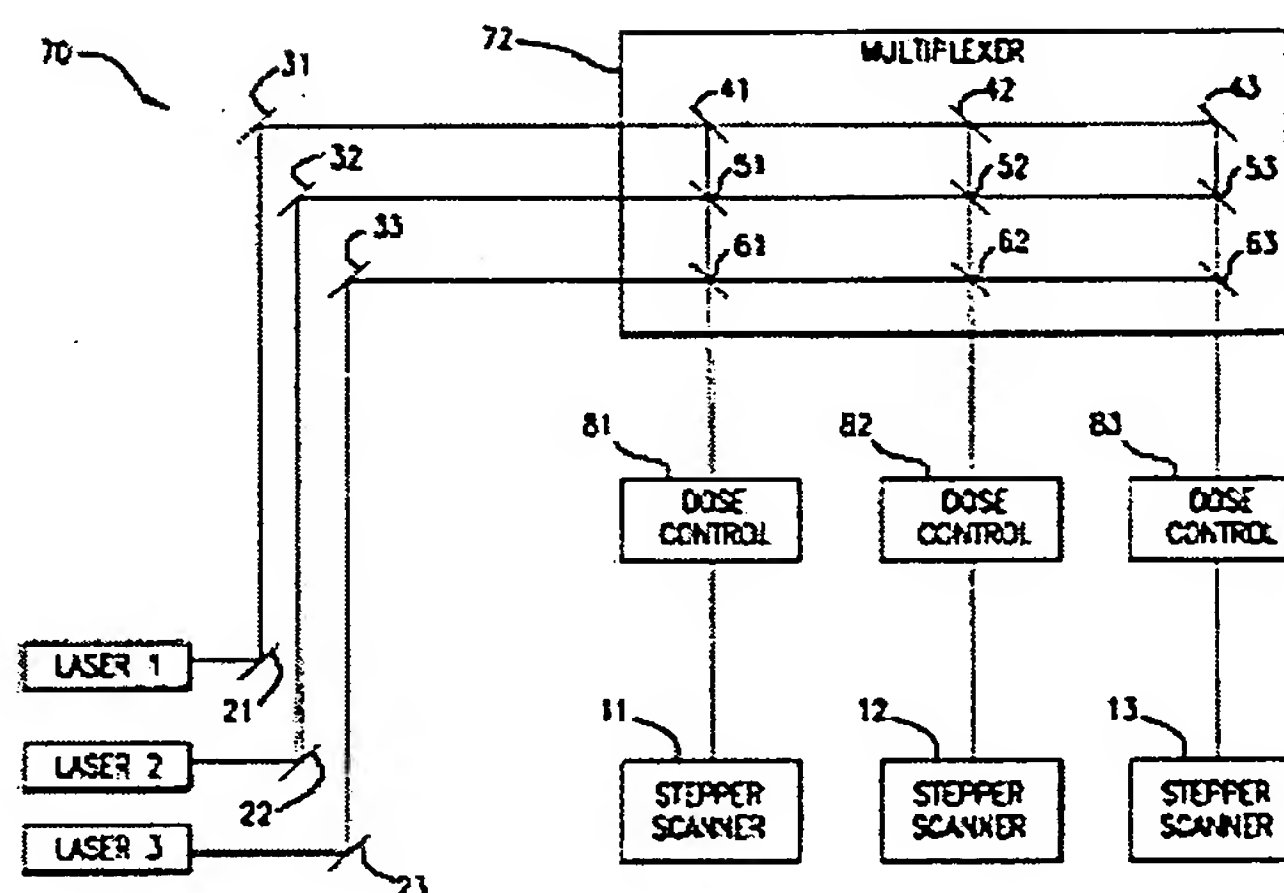 70
31
72
MULTIPLEXER
41
42
43
32
51
52
53
33
61
62
63
81
82
83
DOSE
CONTROL
DOSE
CONTROL
DOSE
CONTROL
LASER 1
21
11
12
13
LASER 2
22
STEPPER
SCANNER
STEPPER
SCANNER
STEPPER
SCANNER
LASER 3
23